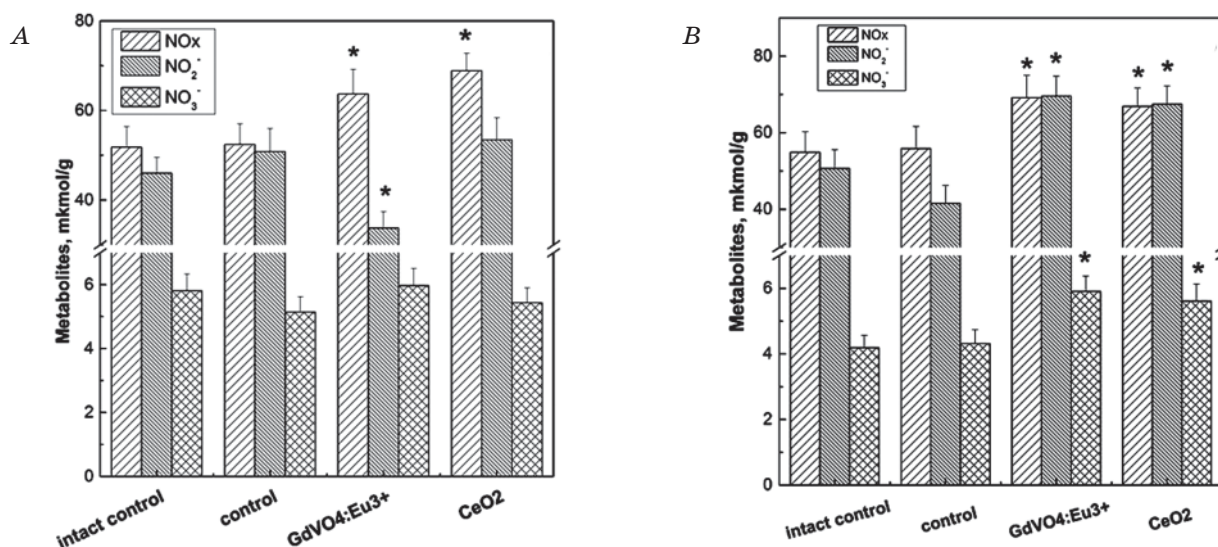 A
Metabolites, mkmol/g
80
60
40
6
4
2
0
NOx
NO₂⁻
NO₃⁻
* * *
intact control
control
GdVO4:Eu3+
CeO2
B
Metabolites, mkmol/g
80
60
40
6
4
2
0
NOx
NO₂⁻
NO₃⁻
* * * *
* *
intact control
control
GdVO4:Eu3+
CeO2